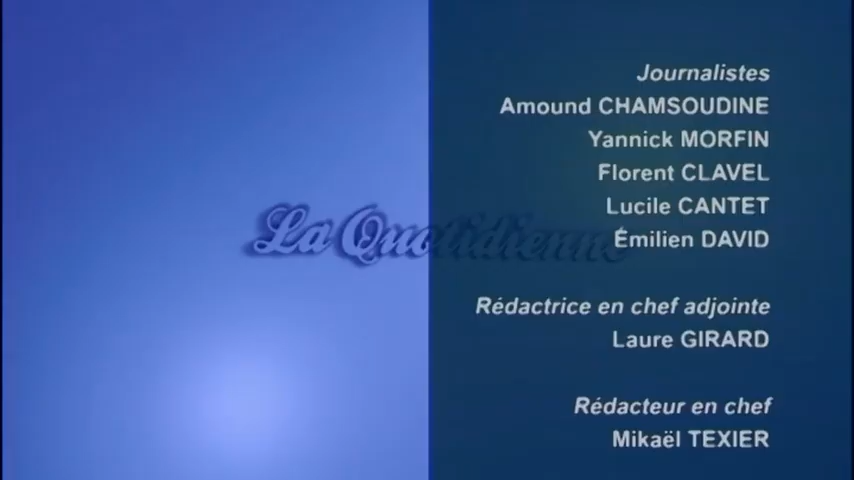 Journalistes
Amound CHAMSOUDINE
Yannick MORFIN
Florent CLAVEL
Lucile CANTET
La Quotidienne
Émilien DAVID
Rédactrice en chef adjointe
Laure GIRARD
Rédacteur en chef
Mikaël TEXIER